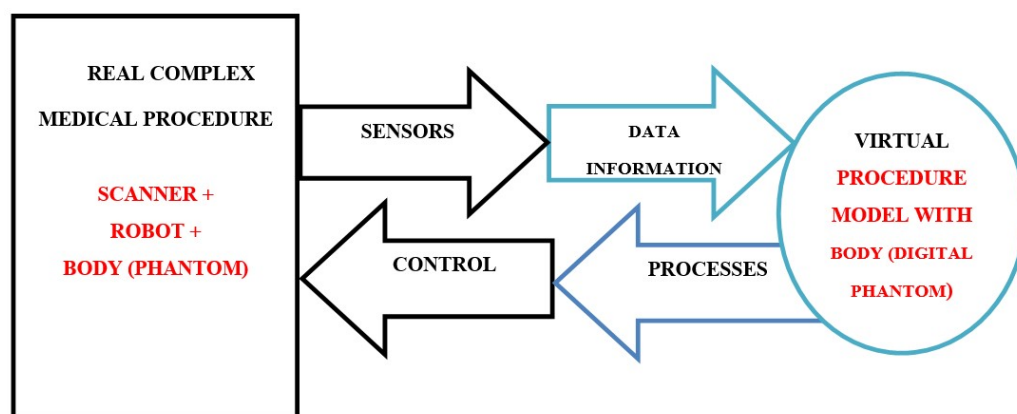 REAL COMPLEX
MEDICAL PROCEDURE
SCANNER +
ROBOT +
BODY (PHANTOM)
SENSORS
DATA
INFORMATION
CONTROL
PROCESSES
VIRTUAL
PROCEDURE
MODEL WITH
BODY (DIGITAL
PHANTOM)